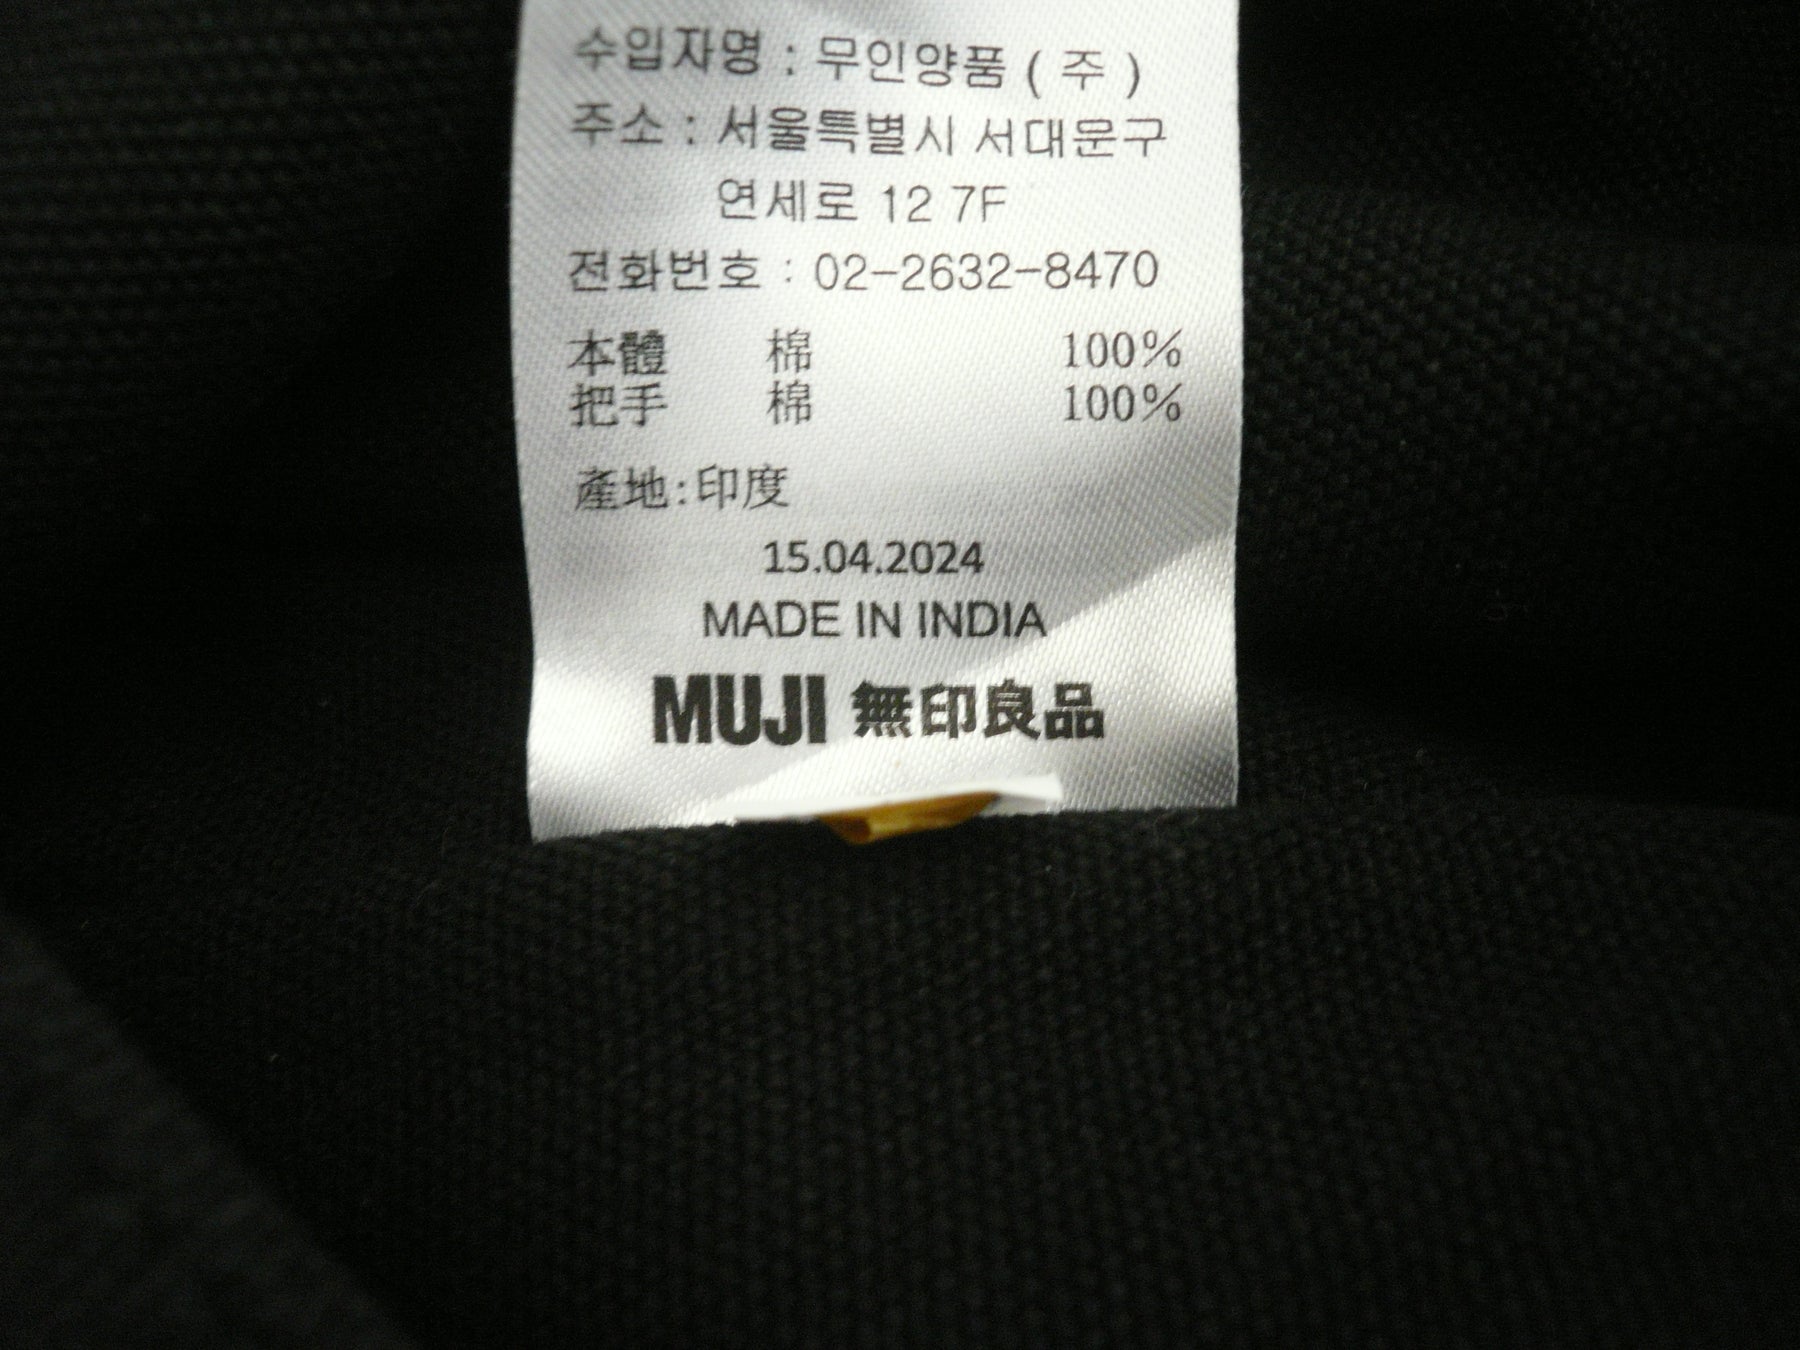 수입자명 : 무인양품 ( 주 )
주소 : 서울특별시 서대문구
연세로 12 7F
전화번호 : 02-2632-8470
本體 棉 100%
把手 棉 100%
產地:印度
15.04.2024
MADE IN INDIA
MUJI 無印良品